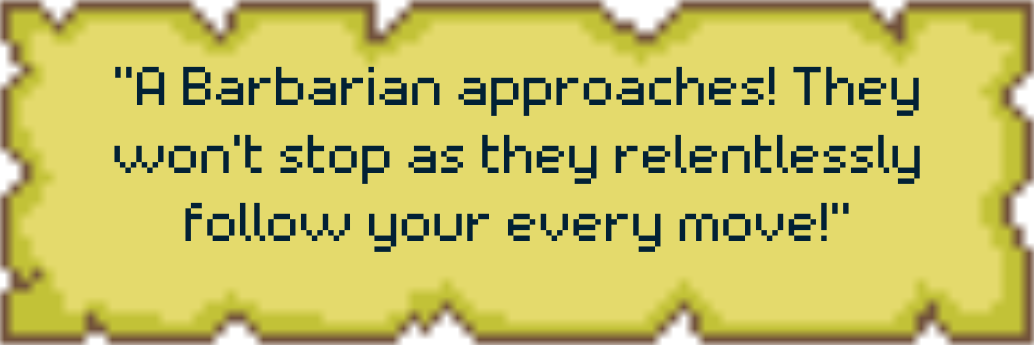 "A Barbarian approaches! They
won't stop as they relentlessly
follow your every move!"